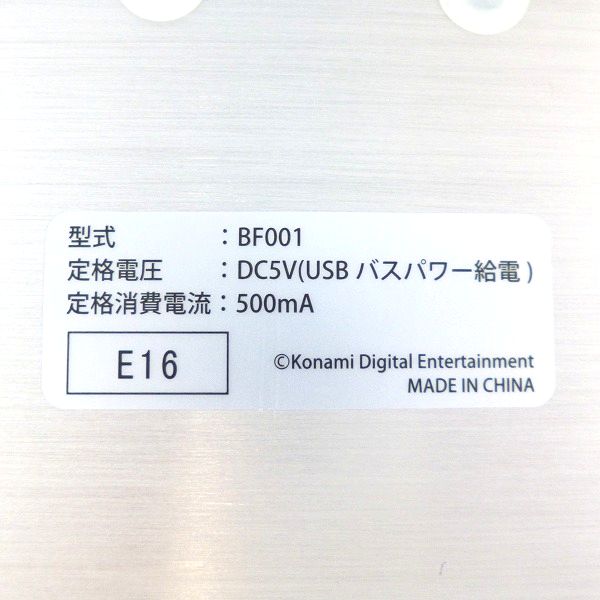 型式 : BF001
定格電圧 : DC5V(USB バスパワー給電 )
定格消費電流 : 500mA
E16
©Konami Digital Entertainment
MADE IN CHINA